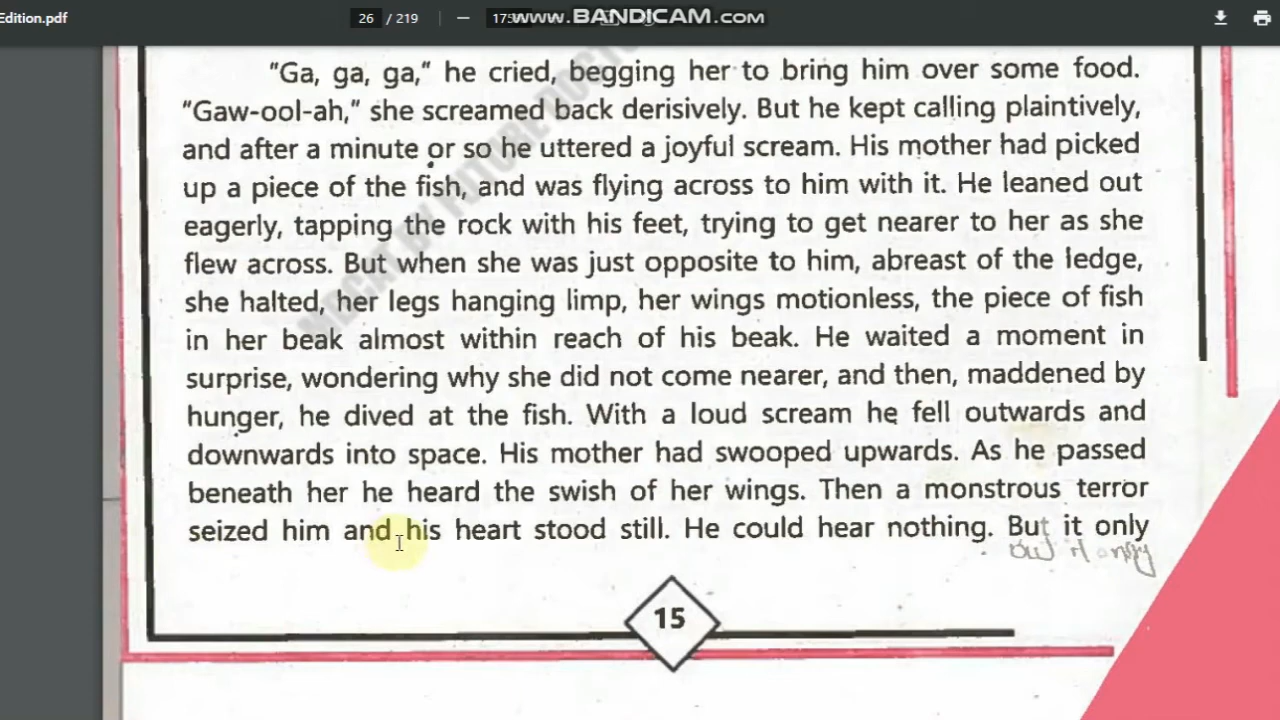 Edition.pdf 26 / 219 175 www.BANDICAM.com
"Ga, ga, ga," he cried, begging her to bring him over some food.
"Gaw-ool-ah," she screamed back derisively. But he kept calling plaintively,
and after a minute or so he uttered a joyful scream. His mother had picked
up a piece of the fish, and was flying across to him with it. He leaned out
eagerly, tapping the rock with his feet, trying to get nearer to her as she
flew across. But when she was just opposite to him, abreast of the ledge,
she halted, her legs hanging limp, her wings motionless, the piece of fish
in her beak almost within reach of his beak. He waited a moment in
surprise, wondering why she did not come nearer, and then, maddened by
hunger, he dived at the fish. With a loud scream he fell outwards and
downwards into space. His mother had swooped upwards. As he passed
beneath her he heard the swish of her wings. Then a monstrous terror
seized him and his heart stood still. He could hear nothing. But it only
but it only
15